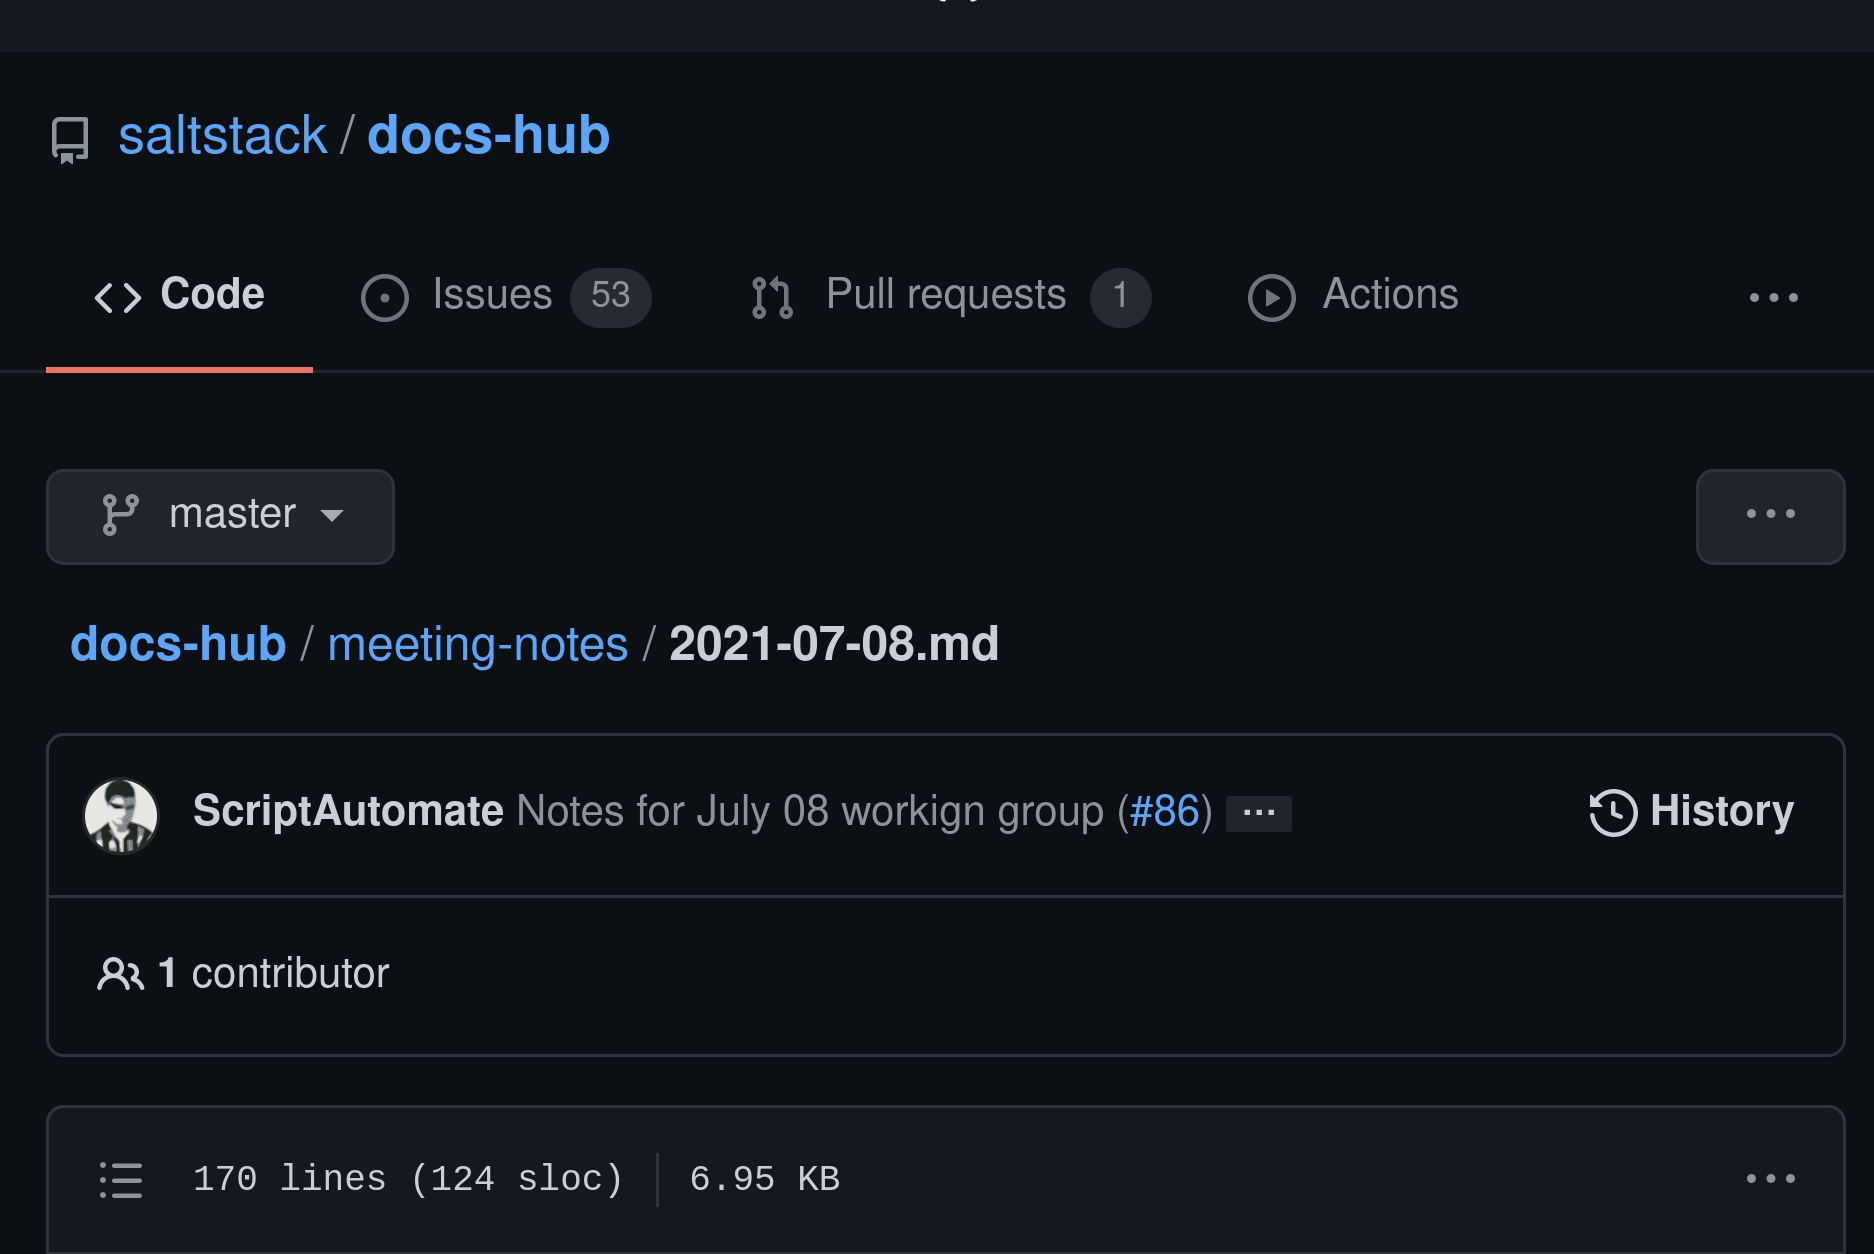 saltstack / docs-hub
Code Issues 53 Pull requests 1 Actions
master
docs-hub / meeting-notes / 2021-07-08.md
ScriptAutomate Notes for July 08 workign group (#86) ... History
1 contributor
170 lines (124 sloc) 6.95 KB